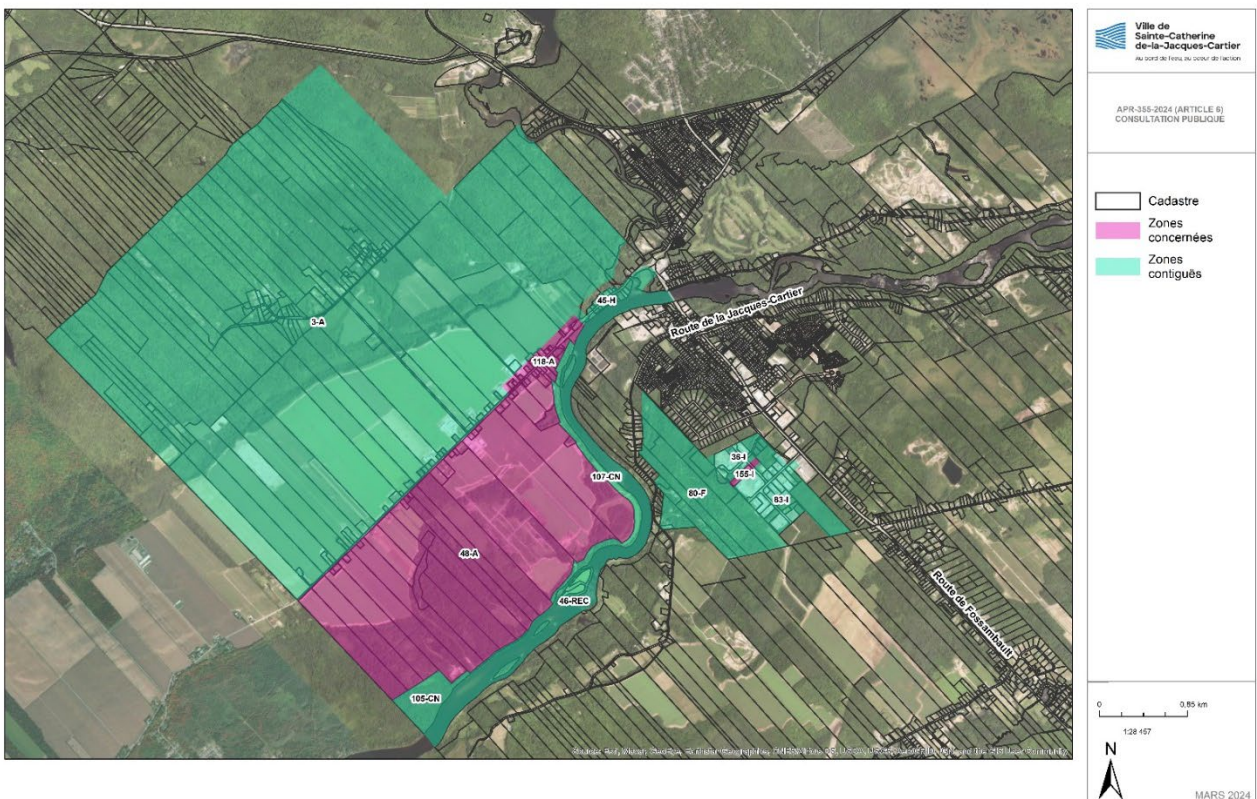 Ville de
Sainte-Catherine
de-la-Jacques-Cartier
Au bord de l'eau, au coeur de l'action
APR-355-2024 (ARTICLE 6)
CONSULTATION PUBLIQUE
Cadastre
Zones
concernées
Zones
contiguës
45-H
Route de la Jacques-Cartier
3-A
118-A
36-I
155-I
107-CN
80-F
83-I
48-A
46-REC
Route de Fossambault
105-CN
0
0,85 km
1:28 457
N
MARS 2024